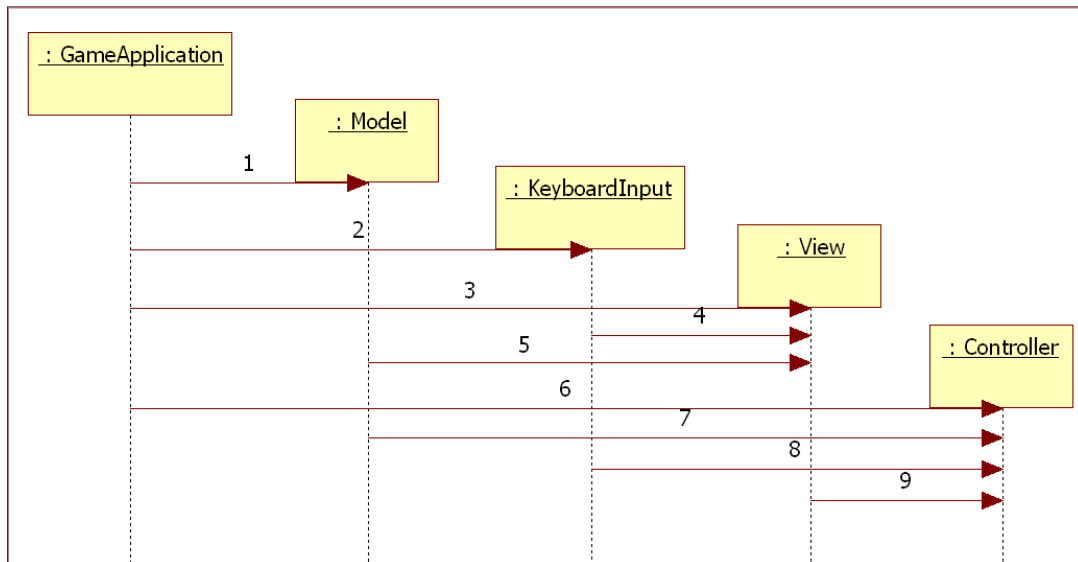 : GameApplication
: Model
1
: KeyboardInput
2
: View
3
4
5
: Controller
6
7
8
9